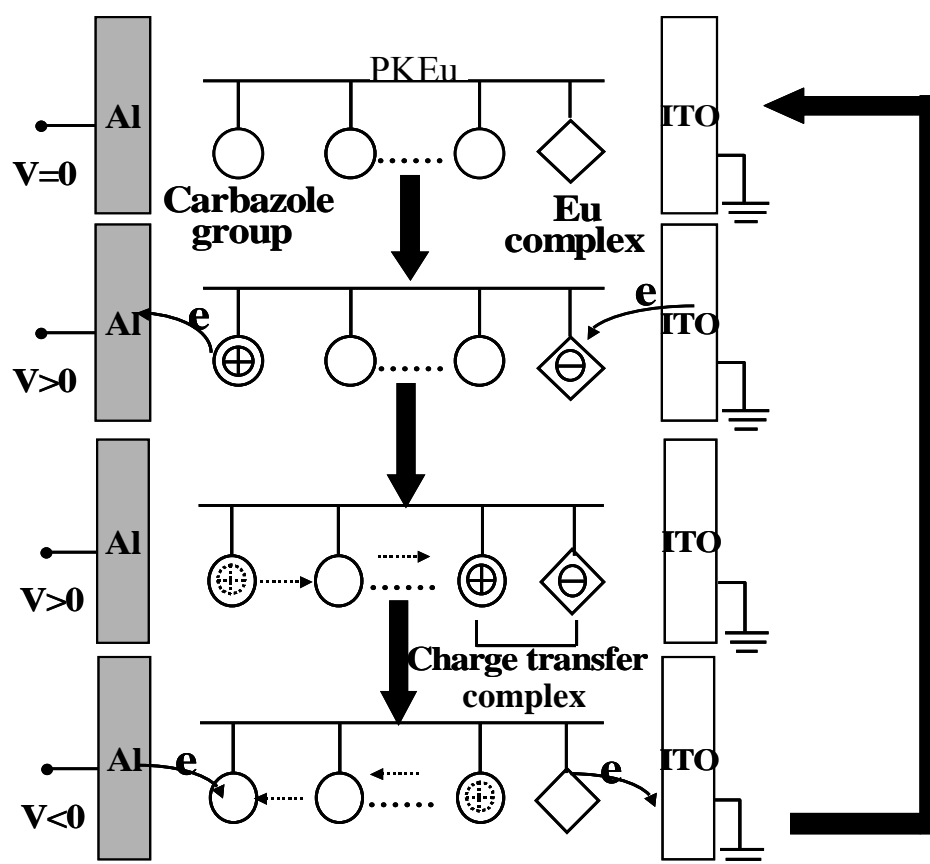 PKEu
Al
ITO
V=0
Carbazole
group
Eu
complex
e
e
Al
ITO
V>0
Al
ITO
V>0
Charge transfer
complex
Al
e
e
ITO
V<0